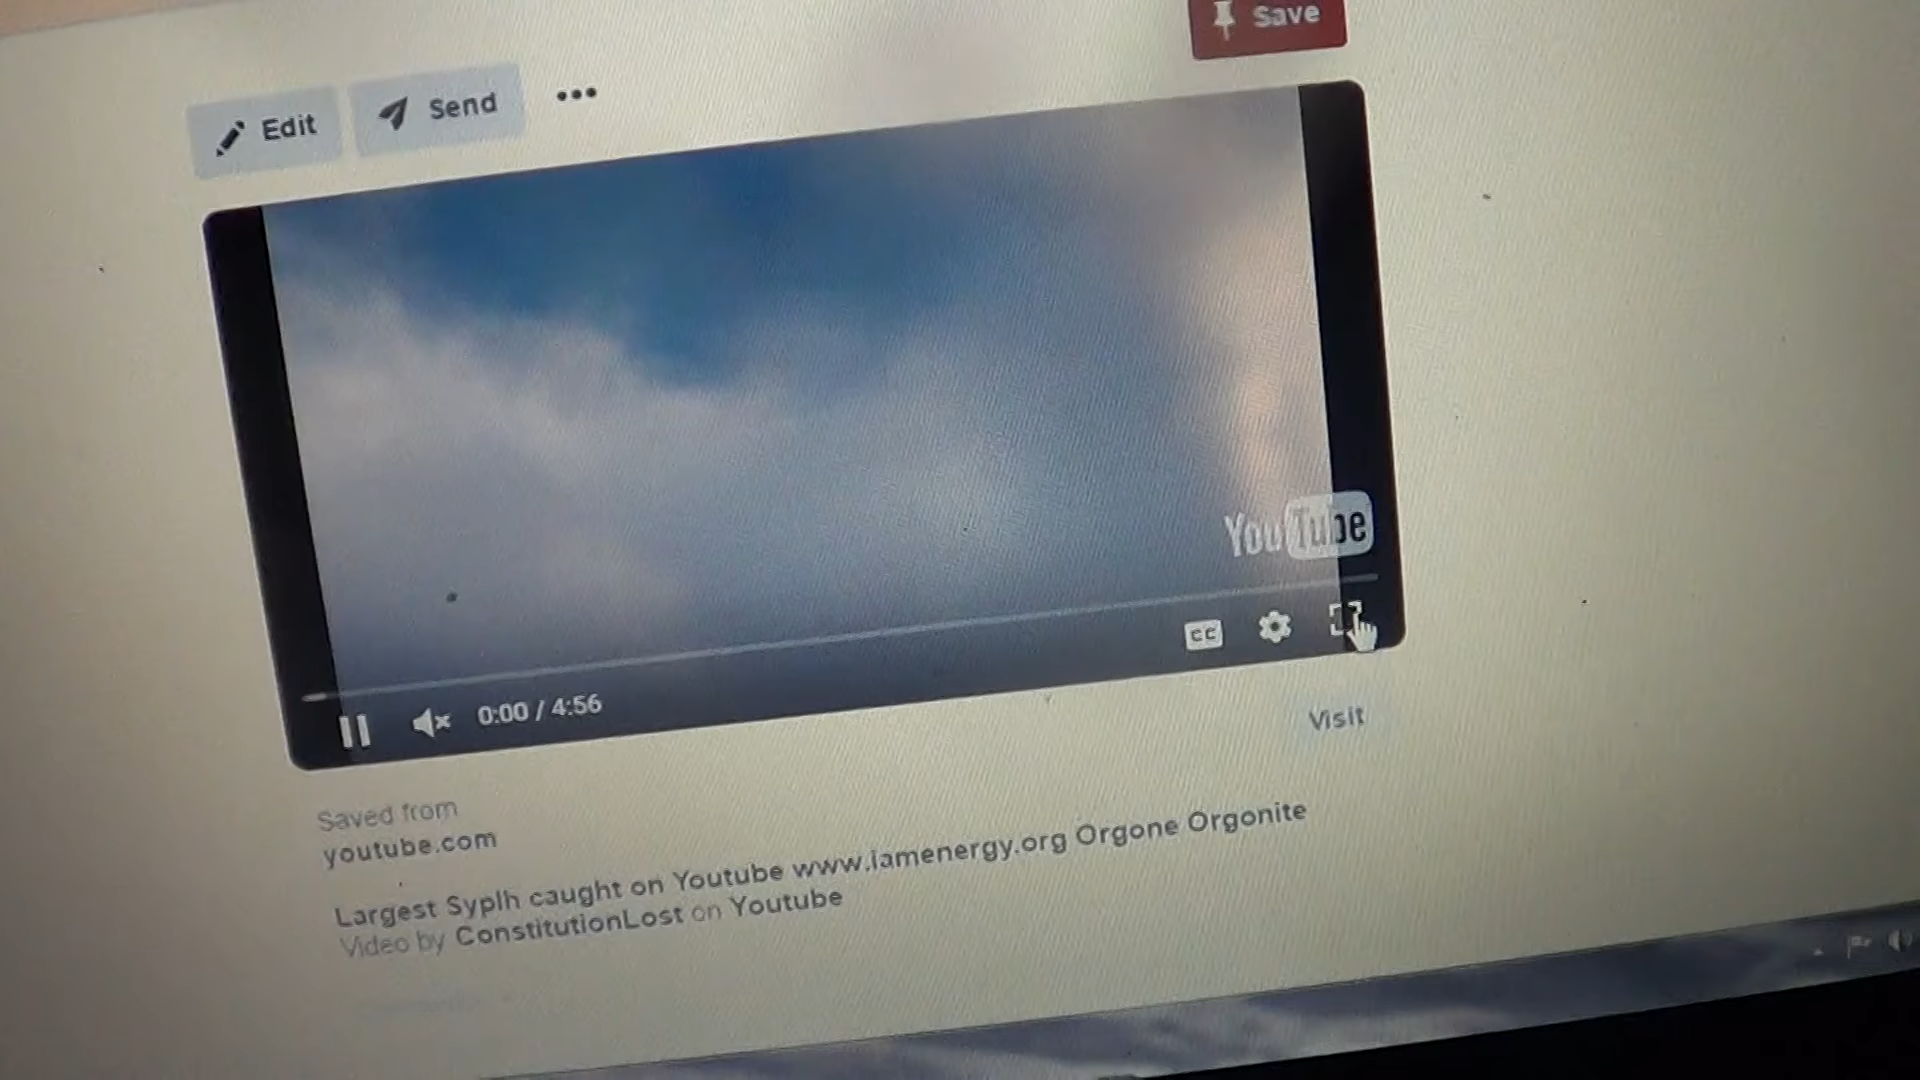 Save
Edit
Send
YouTube
CC
0:00 / 4:56
Visit
Saved from
youtube.com
Largest Syplh caught on Youtube www.iamenergy.org Orgone Orgonite
Video by ConstitutionLost on Youtube